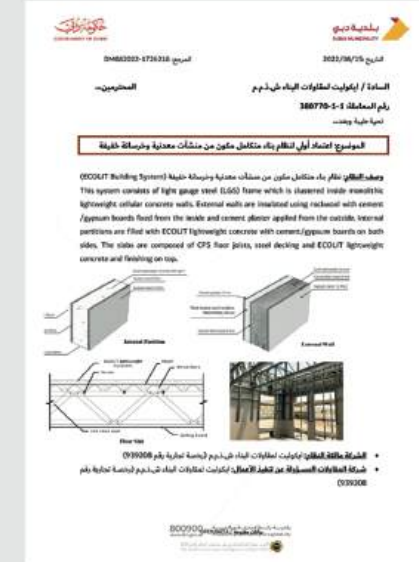 حكومة دبي
GOVERNMENT OF DUBAI
بلدية دبي
DUBAI MUNICIPALITY
التاريخ:
المرجع:
السادة / ايكوليت لمقاولات البناء ش.ذ.م.م
المحترمين،،،
رقم المعاملة: 1-1-388770
تحية طيبة وبعد،،،
الموضوع: اعتماد أولي لنظام بناء متكامل مكون من منشآت معدنية وخرسانة خفيفة
وصف النظام: نظام بناء متكامل مكون من منشآت معدنية وخرسانة خفيفة (ECOLIT Building System)
This system consists of light gauge steel (LGS) frame which is clustered inside monolithic
lightweight cellular concrete walls. External walls are insulated using rockwool with cement
/gypsum boards fixed from the inside and cement plaster applied from the outside. Internal
partitions are filled with ECOLIT lightweight concrete with cement/gypsum boards on both
sides. The slabs are composed of CFS floor joists, steel decking and ECOLIT lightweight
concrete and finishing on top.
Internal Partition
External Wall
Floor Slab
الشركة مالكة النظام: ايكوليت لمقاولات البناء ش.ذ.م.م (رخصة تجارية رقم 939208)
شركة المقاولات المسؤولة عن تنفيذ الأعمال: ايكوليت لمقاولات البناء ش.ذ.م.م (رخصة تجارية رقم
939208)
800900